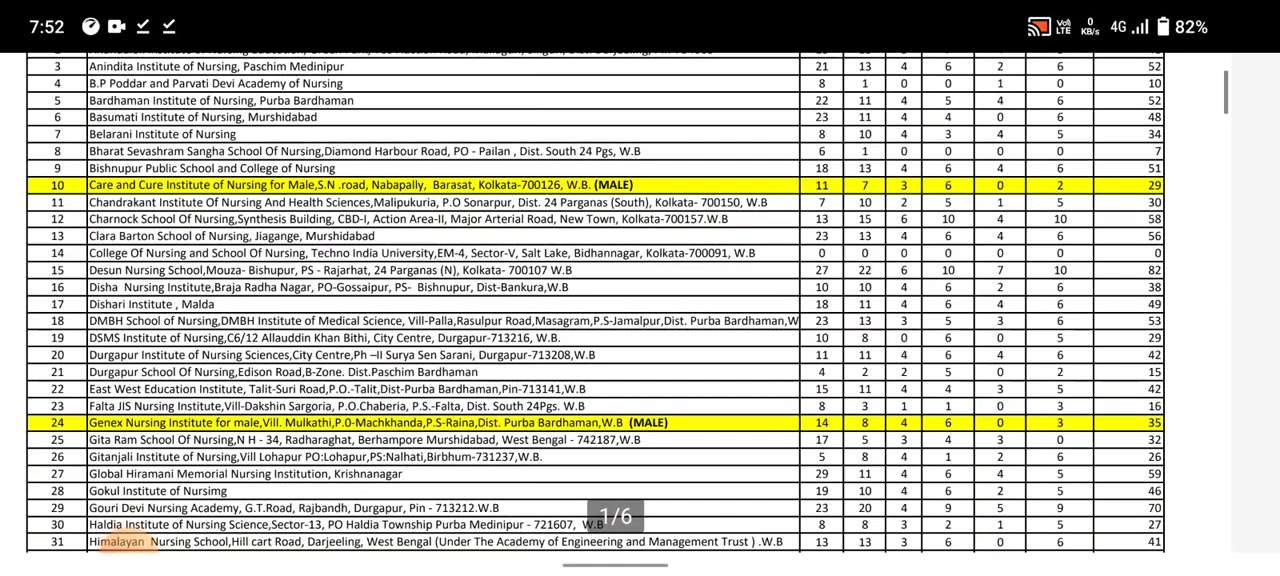 7:52 Vo) LTE 0 KB/s 4G 82%
3 Anindita Institute of Nursing, Paschim Medinipur 21 13 4 6 2 6 52
4 B.P Poddar and Parvati Devi Academy of Nursing 8 1 0 0 1 0 10
5 Bardhaman Institute of Nursing, Purba Bardhaman 22 11 4 5 4 6 52
6 Basumati Institute of Nursing, Murshidabad 23 11 4 4 0 6 48
7 Belarani Institute of Nursing 8 10 4 3 4 5 34
8 Bharat Sevashram Sangha School Of Nursing,Diamond Harbour Road, PO - Pailan , Dist. South 24 Pgs, W.B 6 1 0 0 0 0 7
9 Bishnupur Public School and College of Nursing 18 13 4 6 4 6 51
10 Care and Cure Institute of Nursing for Male,S.N .road, Nabapally, Barasat, Kolkata-700126, W.B. (MALE) 11 7 3 6 0 2 29
11 Chandrakant Institute Of Nursing And Health Sciences,Malipukuria, P.O Sonarpur, Dist. 24 Parganas (South), Kolkata-700150, W.B 7 10 2 5 1 5 30
12 Charnock School Of Nursing,Synthesis Building, CBD-I, Action Area-II, Major Arterial Road, New Town, Kolkata-700157.W.B 13 15 6 10 4 10 58
13 Clara Barton School of Nursing, Jiagange, Murshidabad 23 13 4 6 4 6 56
14 College Of Nursing and School Of Nursing, Techno India University,EM-4, Sector-V, Salt Lake, Bidhannagar, Kolkata-700091, W.B 0 0 0 0 0 0 0
15 Desun Nursing School,Mouza- Bishupur, PS - Rajarhat, 24 Parganas (N), Kolkata- 700107 W.B 27 22 6 10 7 10 82
16 Disha Nursing Institute,Braja Radha Nagar, PO-Gossaipur, PS- Bishnupur, Dist-Bankura,W.B 10 10 4 6 2 6 38
17 Dishari Institute , Malda 18 11 4 6 4 6 49
18 DMBH School of Nursing,DMBH Institute of Medical Science, Vill-Palla,Rasulpur Road,Masagram,P.S-Jamalpur,Dist. Purba Bardhaman,W 23 13 3 5 3 6 53
19 DSMS Institute of Nursing,C6/12 Allauddin Khan Bithi, City Centre, Durgapur-713216, W.B. 10 8 0 6 0 5 29
20 Durgapur Institute of Nursing Sciences,City Centre,Ph –II Surya Sen Sarani, Durgapur-713208,W.B 11 11 4 6 4 6 42
21 Durgapur School Of Nursing,Edison Road,B-Zone. Dist.Paschim Bardhaman 4 2 2 5 0 2 15
22 East West Education Institute, Talit-Suri Road,P.O.-Talit,Dist-Purba Bardhaman,Pin-713141,W.B 15 11 4 4 3 5 42
23 Falta JIS Nursing Institute,Vill-Dakshin Sargoria, P.O.Chaberia, P.S.-Falta, Dist. South 24Pgs. W.B 8 3 1 1 0 3 16
24 Genex Nursing Institute for male,Vill. Mulkathi,P.0-Machkhanda,P.S-Raina,Dist. Purba Bardhaman,W.B (MALE) 14 8 4 6 0 3 35
25 Gita Ram School Of Nursing,N H - 34, Radharaghat, Berhampore Murshidabad, West Bengal - 742187,W.B 17 5 3 4 3 0 32
26 Gitanjali Institute of Nursing,Vill Lohapur PO:Lohapur,PS:Nalhati,Birbhum-731237,W.B. 5 8 4 1 2 6 26
27 Global Hiramani Memorial Nursing Institution, Krishnanagar 29 11 4 6 4 5 59
28 Gokul Institute of Nursimg 19 10 4 6 2 5 46
29 Gouri Devi Nursing Academy, G.T.Road, Rajbandh, Durgapur, Pin - 713212.W.B 23 20 4 9 5 9 70
1/6
30 Haldia Institute of Nursing Science,Sector-13, PO Haldia Township Purba Medinipur - 721607, W.B 8 8 3 2 1 5 27
31 Himalayan Nursing School,Hill cart Road, Darjeeling, West Bengal (Under The Academy of Engineering and Management Trust ) .W.B 13 13 3 6 0 6 41